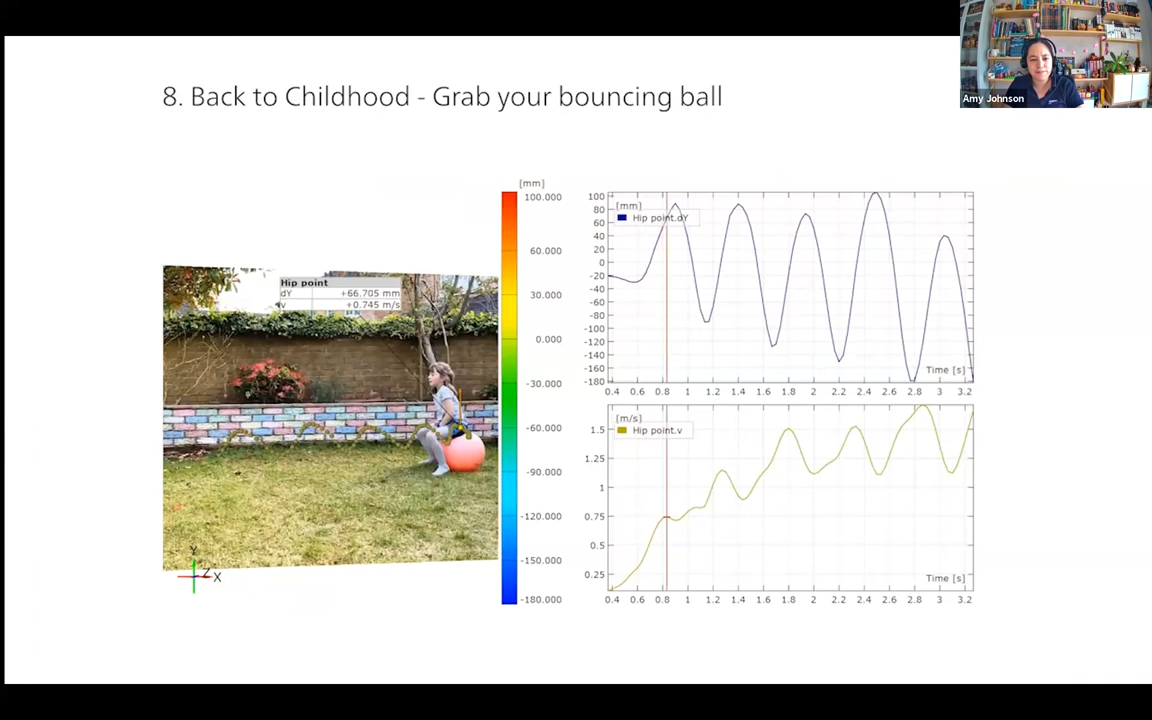 Amy Johnson
8. Back to Childhood - Grab your bouncing ball
Hip point
dY +66.705 mm
v +0.745 m/s
[mm]
100.000
60.000
30.000
0.000
-30.000
-60.000
-90.000
-120.000
-150.000
-180.000
[mm]
Hip point.dY
100
80
60
40
20
0
-20
-40
-60
-80
-100
-120
-140
-160
-180
Time [s]
0.4 0.6 0.8 1 1.2 1.4 1.6 1.8 2 2.2 2.4 2.6 2.8 3 3.2
[m/s]
Hip point.v
1.5
1.25
1
0.75
0.5
0.25
Time [s]
0.4 0.6 0.8 1 1.2 1.4 1.6 1.8 2 2.2 2.4 2.6 2.8 3 3.2
Y
Z X